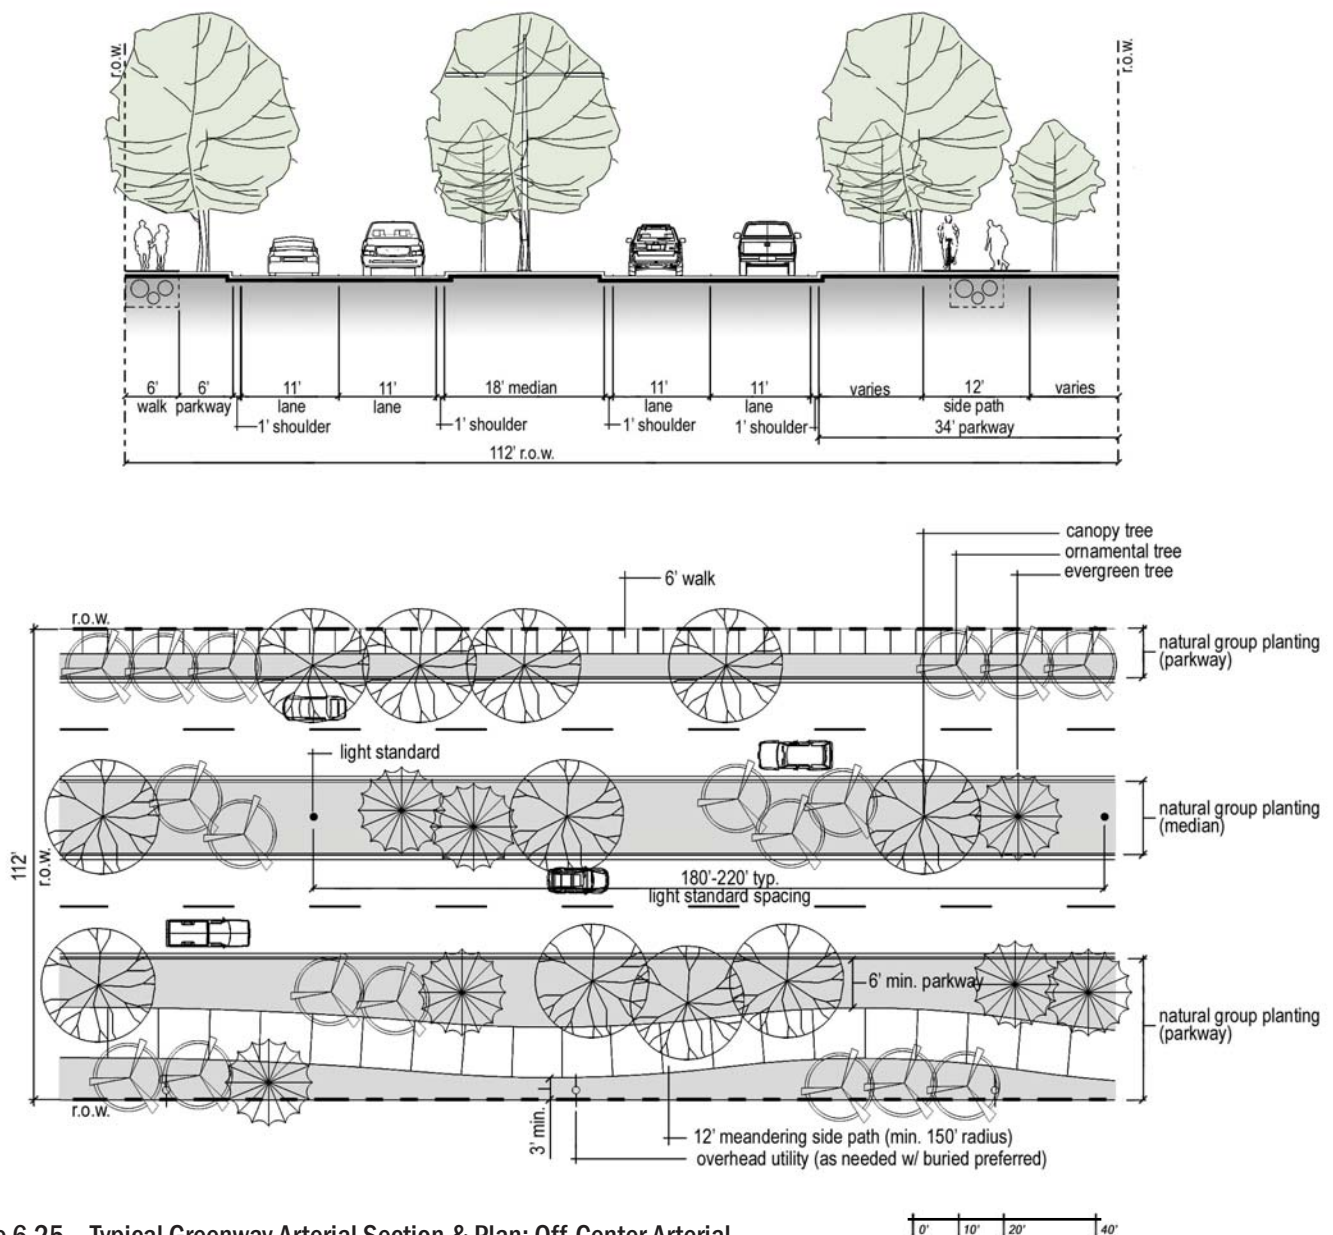 r.o.w.
r.o.w.
6'
6'
11'
11'
18' median
11'
11'
varies
12'
varies
walk
parkway
lane
lane
lane
lane
side path
1' shoulder
1' shoulder
1' shoulder
1' shoulder
34' parkway
112' r.o.w.
canopy tree
ornamental tree
evergreen tree
6' walk
r.o.w.
natural group planting
(parkway)
light standard
natural group planting
(median)
112'
r.o.w.
180'-220' typ.
light standard spacing
6' min. parkway
natural group planting
(parkway)
r.o.w.
3' min.
12' meandering side path (min. 150' radius)
overhead utility (as needed w/ buried preferred)
6.25 Typical Greenway Arterial Section & Plan: Off-Center Arterial
0'
10'
20'
40'